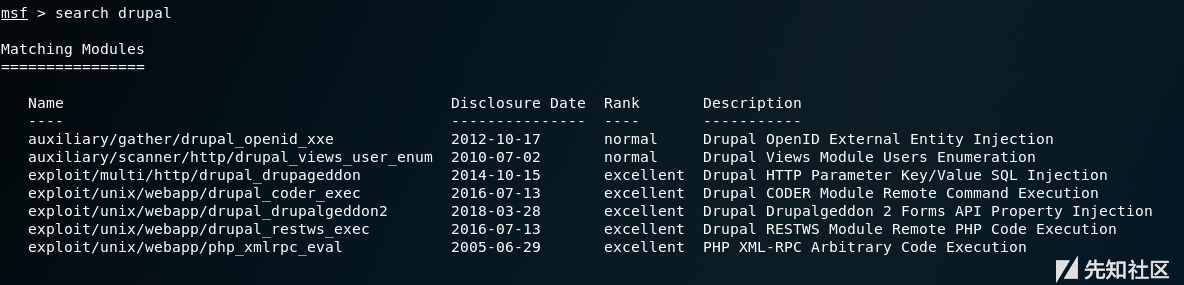 msf > search drupal
Matching Modules
================
Name Disclosure Date Rank Description
---- --------------- ---- -----------
auxiliary/gather/drupal_openid_xxe 2012-10-17 normal Drupal OpenID External Entity Injection
auxiliary/scanner/http/drupal_views_user_enum 2010-07-02 normal Drupal Views Module Users Enumeration
exploit/multi/http/drupal_drupageddon 2014-10-15 excellent Drupal HTTP Parameter Key/Value SQL Injection
exploit/unix/webapp/drupal_coder_exec 2016-07-13 excellent Drupal CODER Module Remote Command Execution
exploit/unix/webapp/drupal_drupalgeddon2 2018-03-28 excellent Drupal Drupalgeddon 2 Forms API Property Injection
exploit/unix/webapp/drupal_restws_exec 2016-07-13 excellent Drupal RESTWS Module Remote PHP Code Execution
exploit/unix/webapp/php_xmlrpc_eval 2005-06-29 excellent PHP XML-RPC Arbitrary Code Execution
先知社区